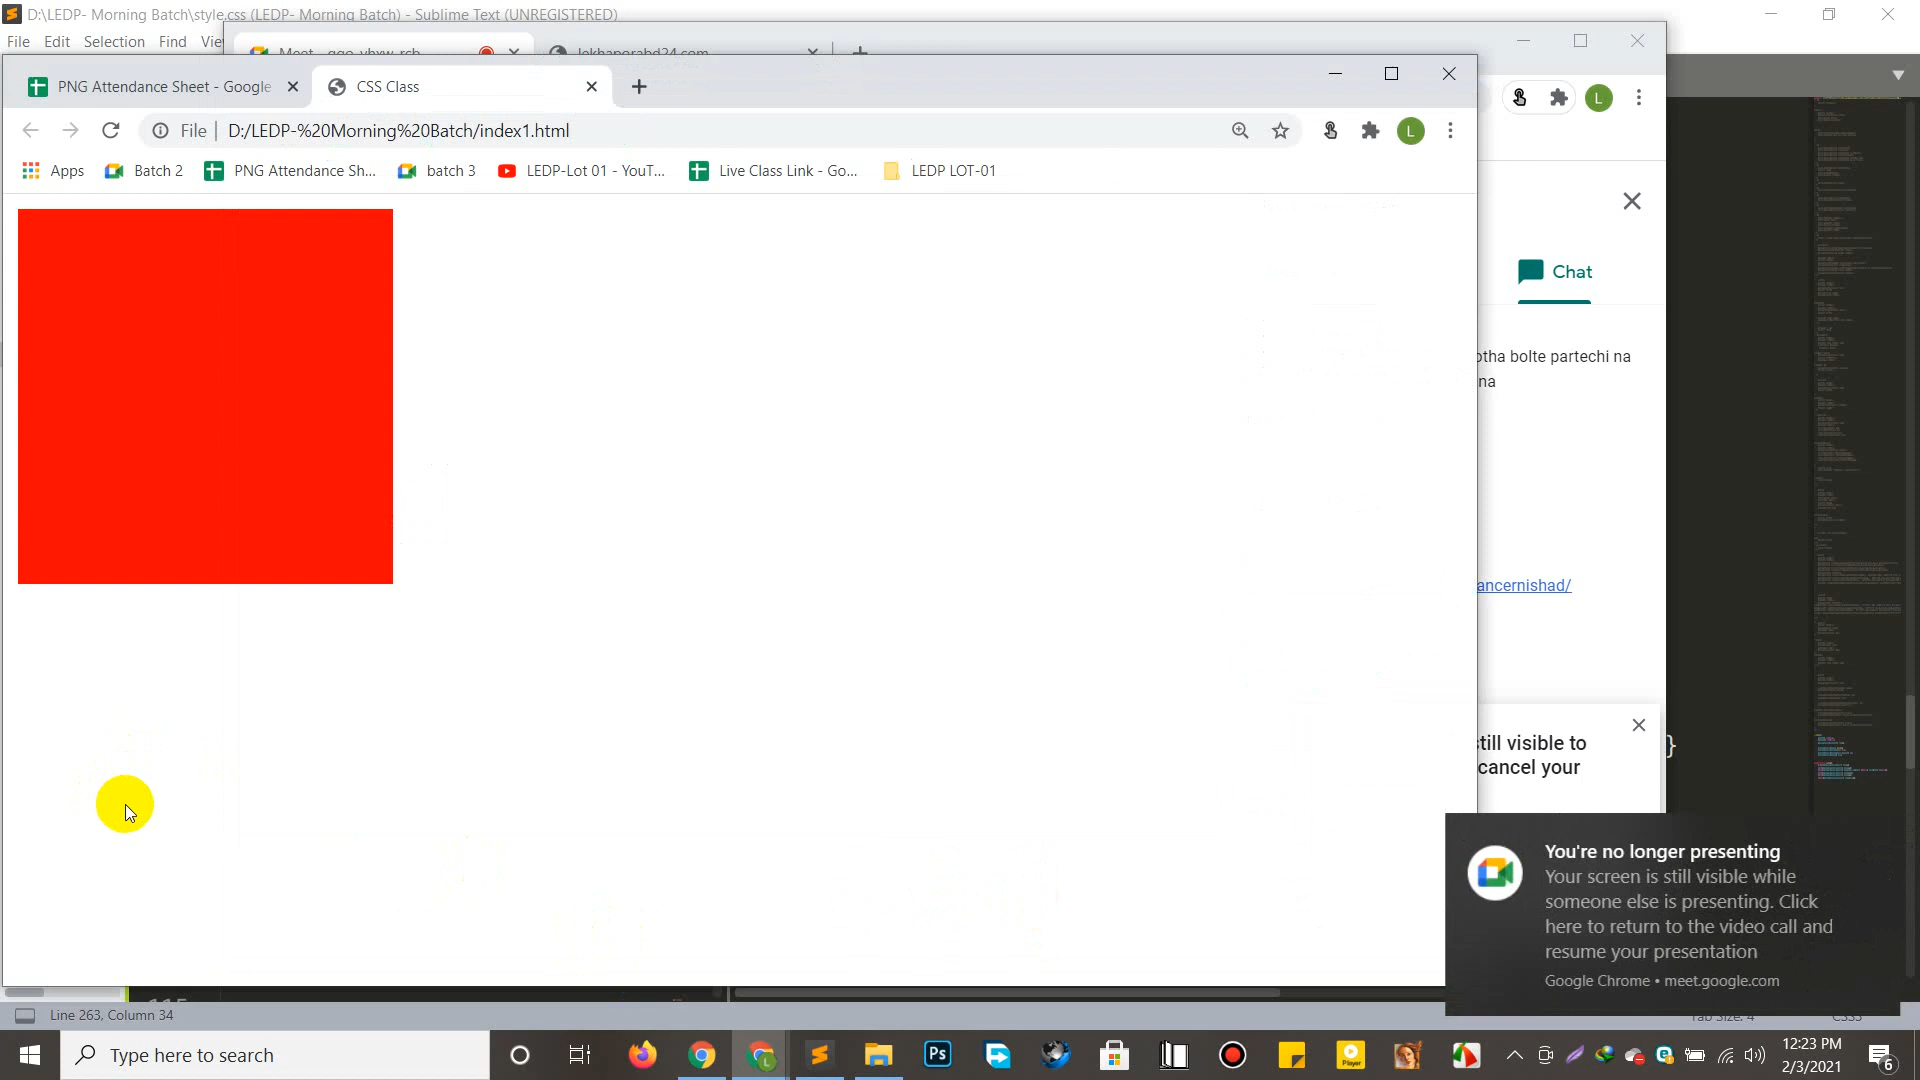 D:\LEDP- Morning Batch\style.css (LEDP- Morning Batch) - Sublime Text (UNREGISTERED)
File Edit Selection Find
PNG Attendance Sheet - Google
CSS Class
File D:/LEDP-%20Morning%20Batch/index1.html
L
L
Apps
Batch 2
PNG Attendance Sh...
batch 3
LEDP-Lot 01 - YouT...
Live Class Link - Go...
LEDP LOT-01
Chat
otha bolte partechi na
na
ancernishad/
still visible to
cancel your
}
You're no longer presenting
Your screen is still visible while
someone else is presenting. Click
here to return to the video call and
resume your presentation
Google Chrome • meet.google.com
Line 263, Column 34
Type here to search
Ps
Player
12:23 PM
2/3/2021
6